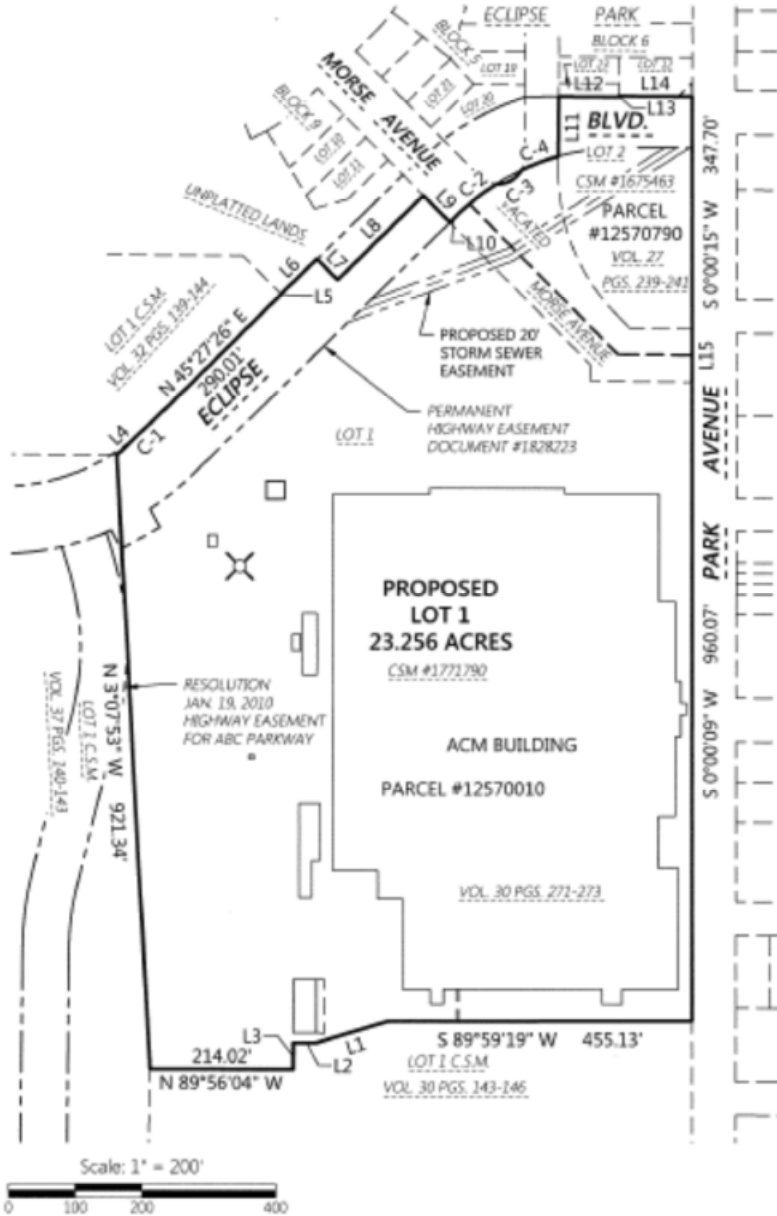 ECLIPSE PARK
BLOCK 5
BLOCK 6
LOT 19
LOT 23
LOT 22
L12
L14
L13
MORSE AVENUE
LOT 21
LOT 20
BLOCK 9
LOT 10
LOT 11
L11
BLVD.
LOT 2
CSM #1675463
PARCEL
#12570790
VOL. 27
PGS. 239-241
347.70'
S 0°00'15" W
C-4
C-3
C-2
L9
L10
VACATED
MORSE AVENUE
UNPLATTED LANDS
L8
L7
L6
L5
LOT 1 C.S.M.
VOL. 32 PGS. 139-144
N 45°27'26" E
290.01'
ECLIPSE
PROPOSED 20'
STORM SEWER
EASEMENT
L15
L4
C-1
PERMANENT
HIGHWAY EASEMENT
DOCUMENT #1828223
LOT 1
PARK AVENUE
PROPOSED
LOT 1
23.256 ACRES
CSM #1771790
960.07'
S 0°00'09" W
RESOLUTION
JAN. 19, 2010
HIGHWAY EASEMENT
FOR ABC PARKWAY
N 3°07'53" W 921.34'
LOT 1 C.S.M.
VOL. 37 PGS. 140-143
ACM BUILDING
PARCEL #12570010
VOL. 30 PGS. 271-273
L3
L1
L2
S 89°59'19" W 455.13'
214.02'
N 89°56'04" W
LOT 1 C.S.M.
VOL. 30 PGS. 143-146
Scale: 1" = 200'
0 100 200 400